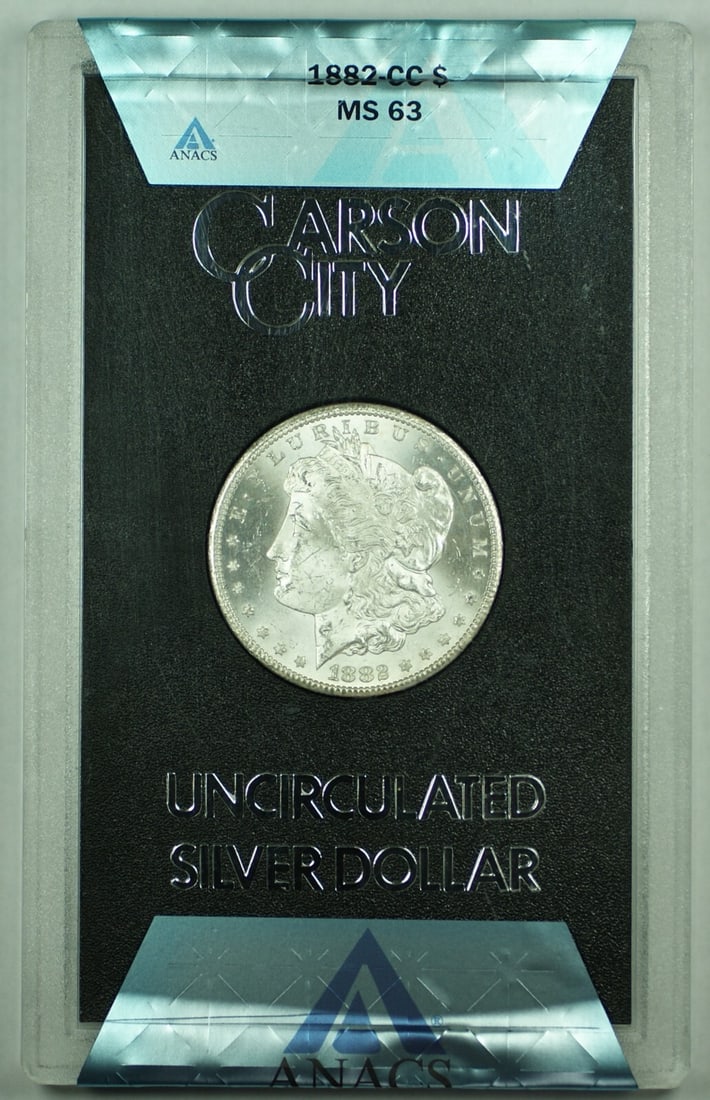 1882-CC $
MS 63
ANACS
CARSON
CITY
E · PLURIBUS · UNUM
1882
UNCIRCULATED
SILVER DOLLAR
®
ANACS